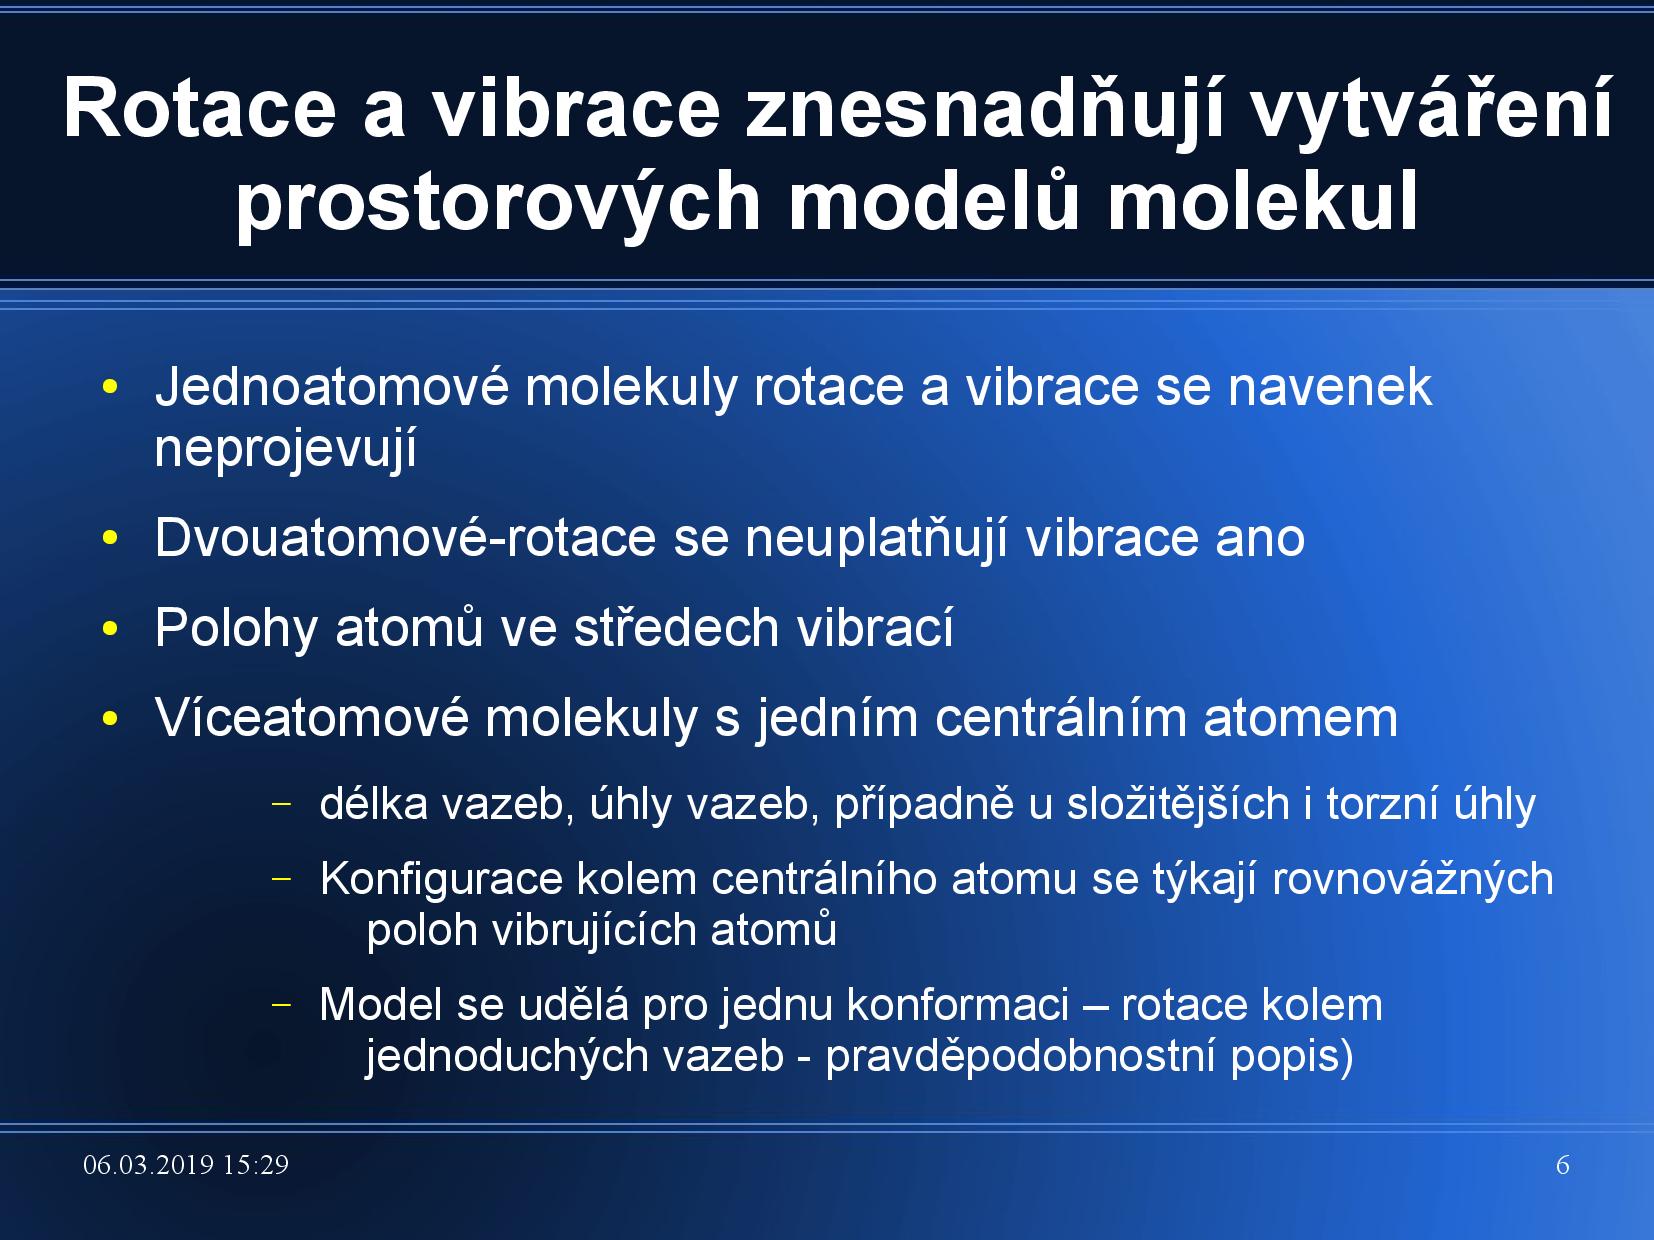 Rotace a vibrace znesnadňují vytváření
prostorových modelů molekul
• Jednoatomové molekuly rotace a vibrace se navenek
neprojevují
• Dvouatomové-rotace se neuplatňují vibrace ano
• Polohy atomů ve středech vibrací
• Víceatomové molekuly s jedním centrálním atomem
– délka vazeb, úhly vazeb, případně u složitějších i torzní úhly
– Konfigurace kolem centrálního atomu se týkají rovnovážných
poloh vibrujících atomů
– Model se udělá pro jednu konformaci – rotace kolem
jednoduchých vazeb - pravděpodobnostní popis)
06.03.2019 15:29
6